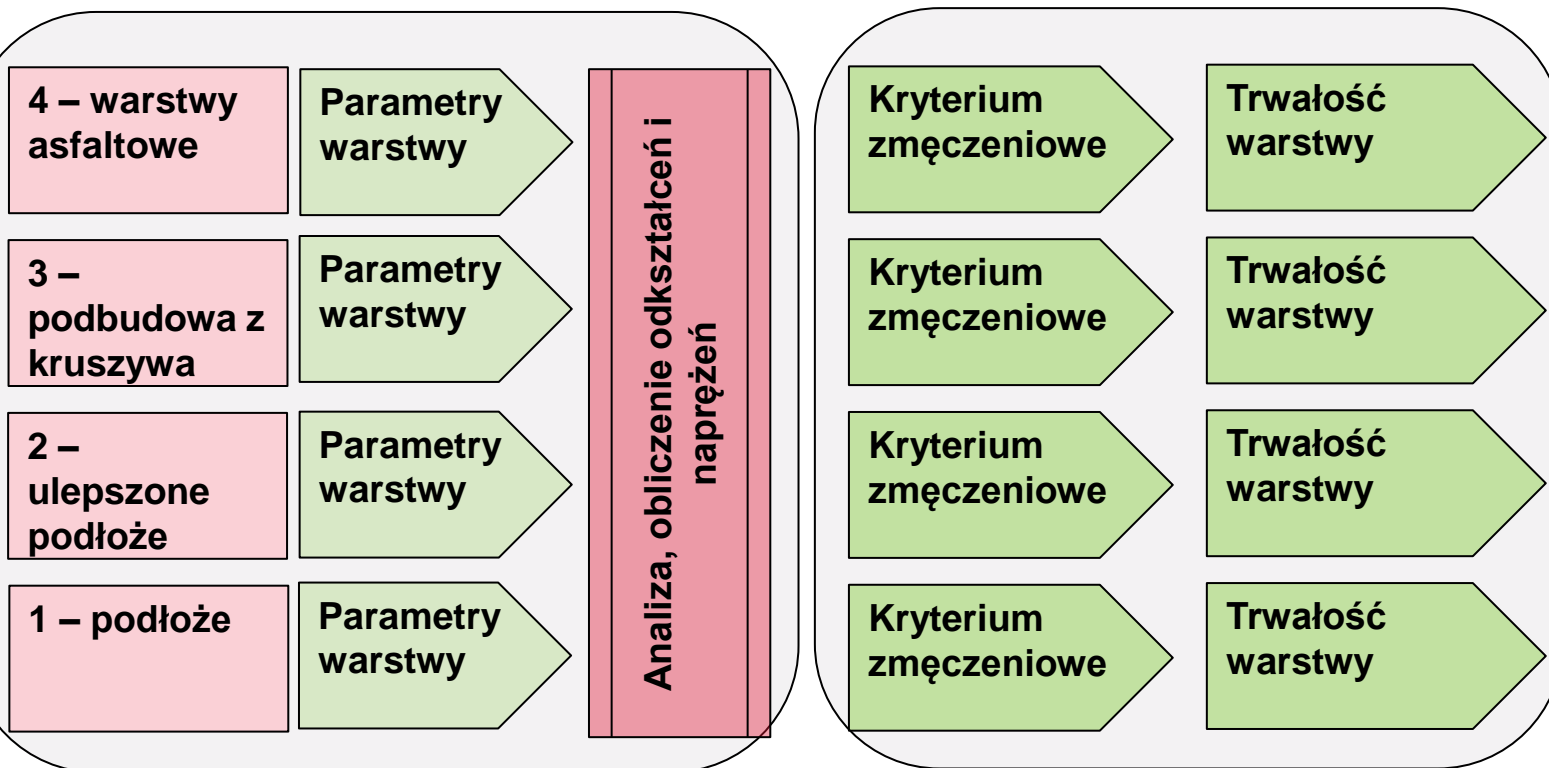 4 – warstwy
asfaltowe
Parametry
warstwy
Kryterium
zmęczeniowe
Trwałość
warstwy
3 –
podbudowa z
kruszywa
Parametry
warstwy
Kryterium
zmęczeniowe
Trwałość
warstwy
2 –
ulepszone
podłoże
Parametry
warstwy
Kryterium
zmęczeniowe
Trwałość
warstwy
1 – podłoże
Parametry
warstwy
Kryterium
zmęczeniowe
Trwałość
warstwy
Analiza, obliczenie odkształceń i
naprężeń